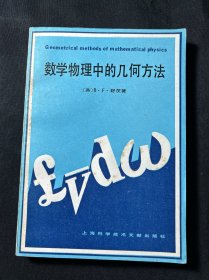 Geometrical methods of mathematical physics
数学物理中的几何方法
(英)B·F·舒茨著
£v̅dω
上海科学技术文献出版社